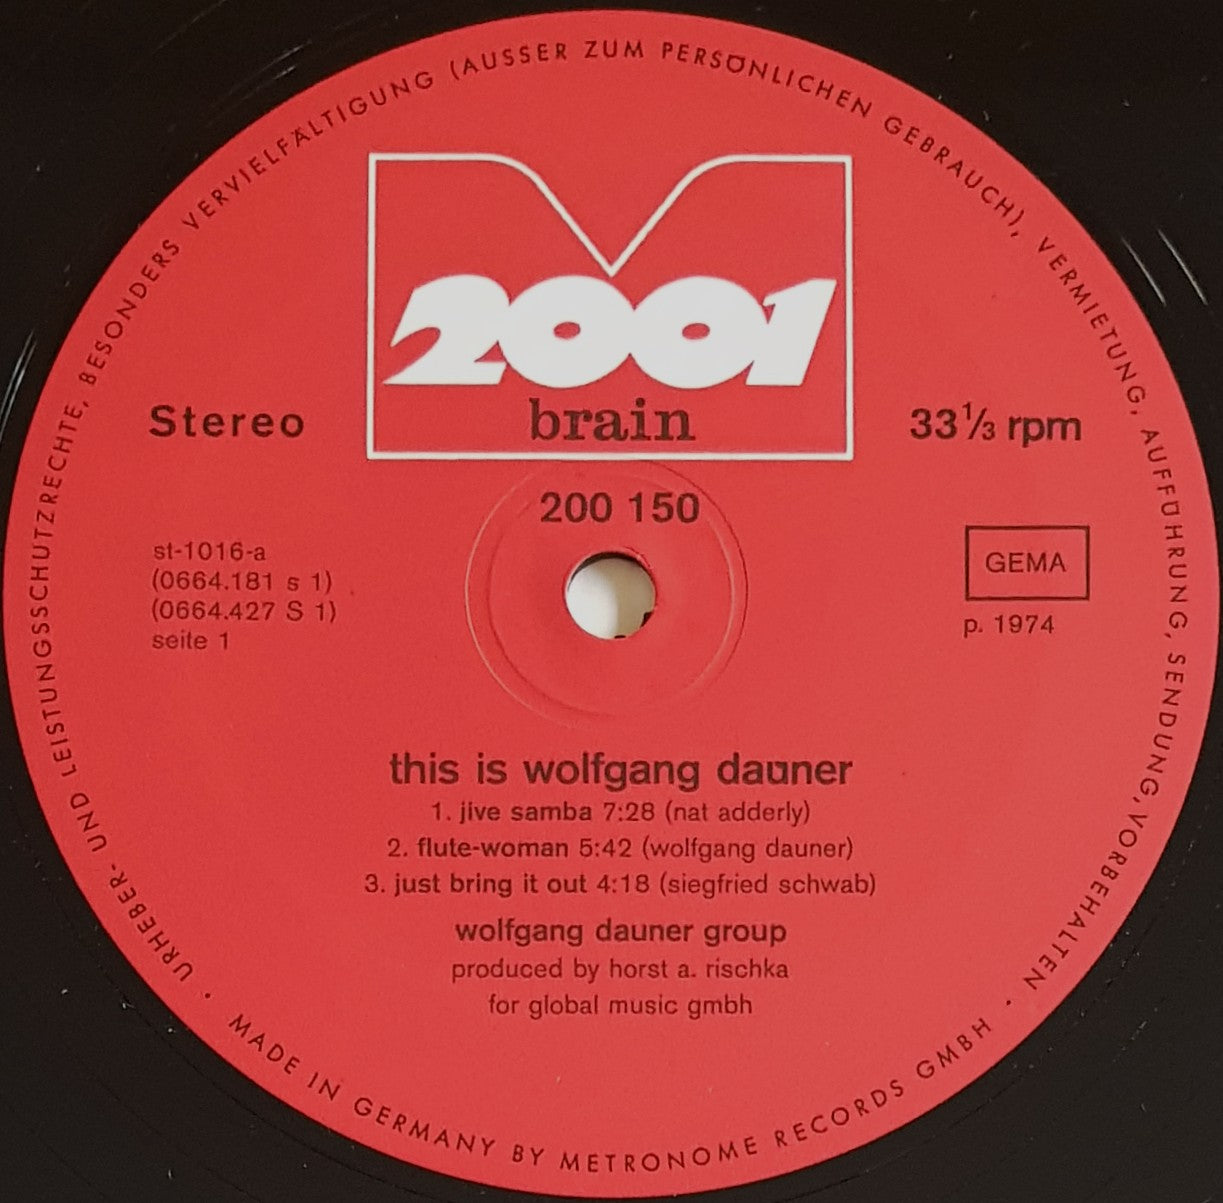 URHEBER- UND LEISTUNGSSCHUTZRECHTE, BESONDERS VERVIELFÄLTIGUNG (AUSSER ZUM PERSÖNLICHEN GEBRAUCH), VERMIETUNG, AUFFÜHRUNG, SENDUNG, VORBEHALTEN ·
2001
brain
Stereo
33⅓ rpm
200 150
st-1016-a
(0664.181 s 1)
(0664.427 S 1)
seite 1
GEMA
p. 1974
this is wolfgang dauner
1. jive samba 7:28 (nat adderly)
2. flute-woman 5:42 (wolfgang dauner)
3. just bring it out 4:18 (siegfried schwab)
wolfgang dauner group
produced by horst a. rischka
for global music gmbh
· MADE IN GERMANY BY METRONOME RECORDS GMBH